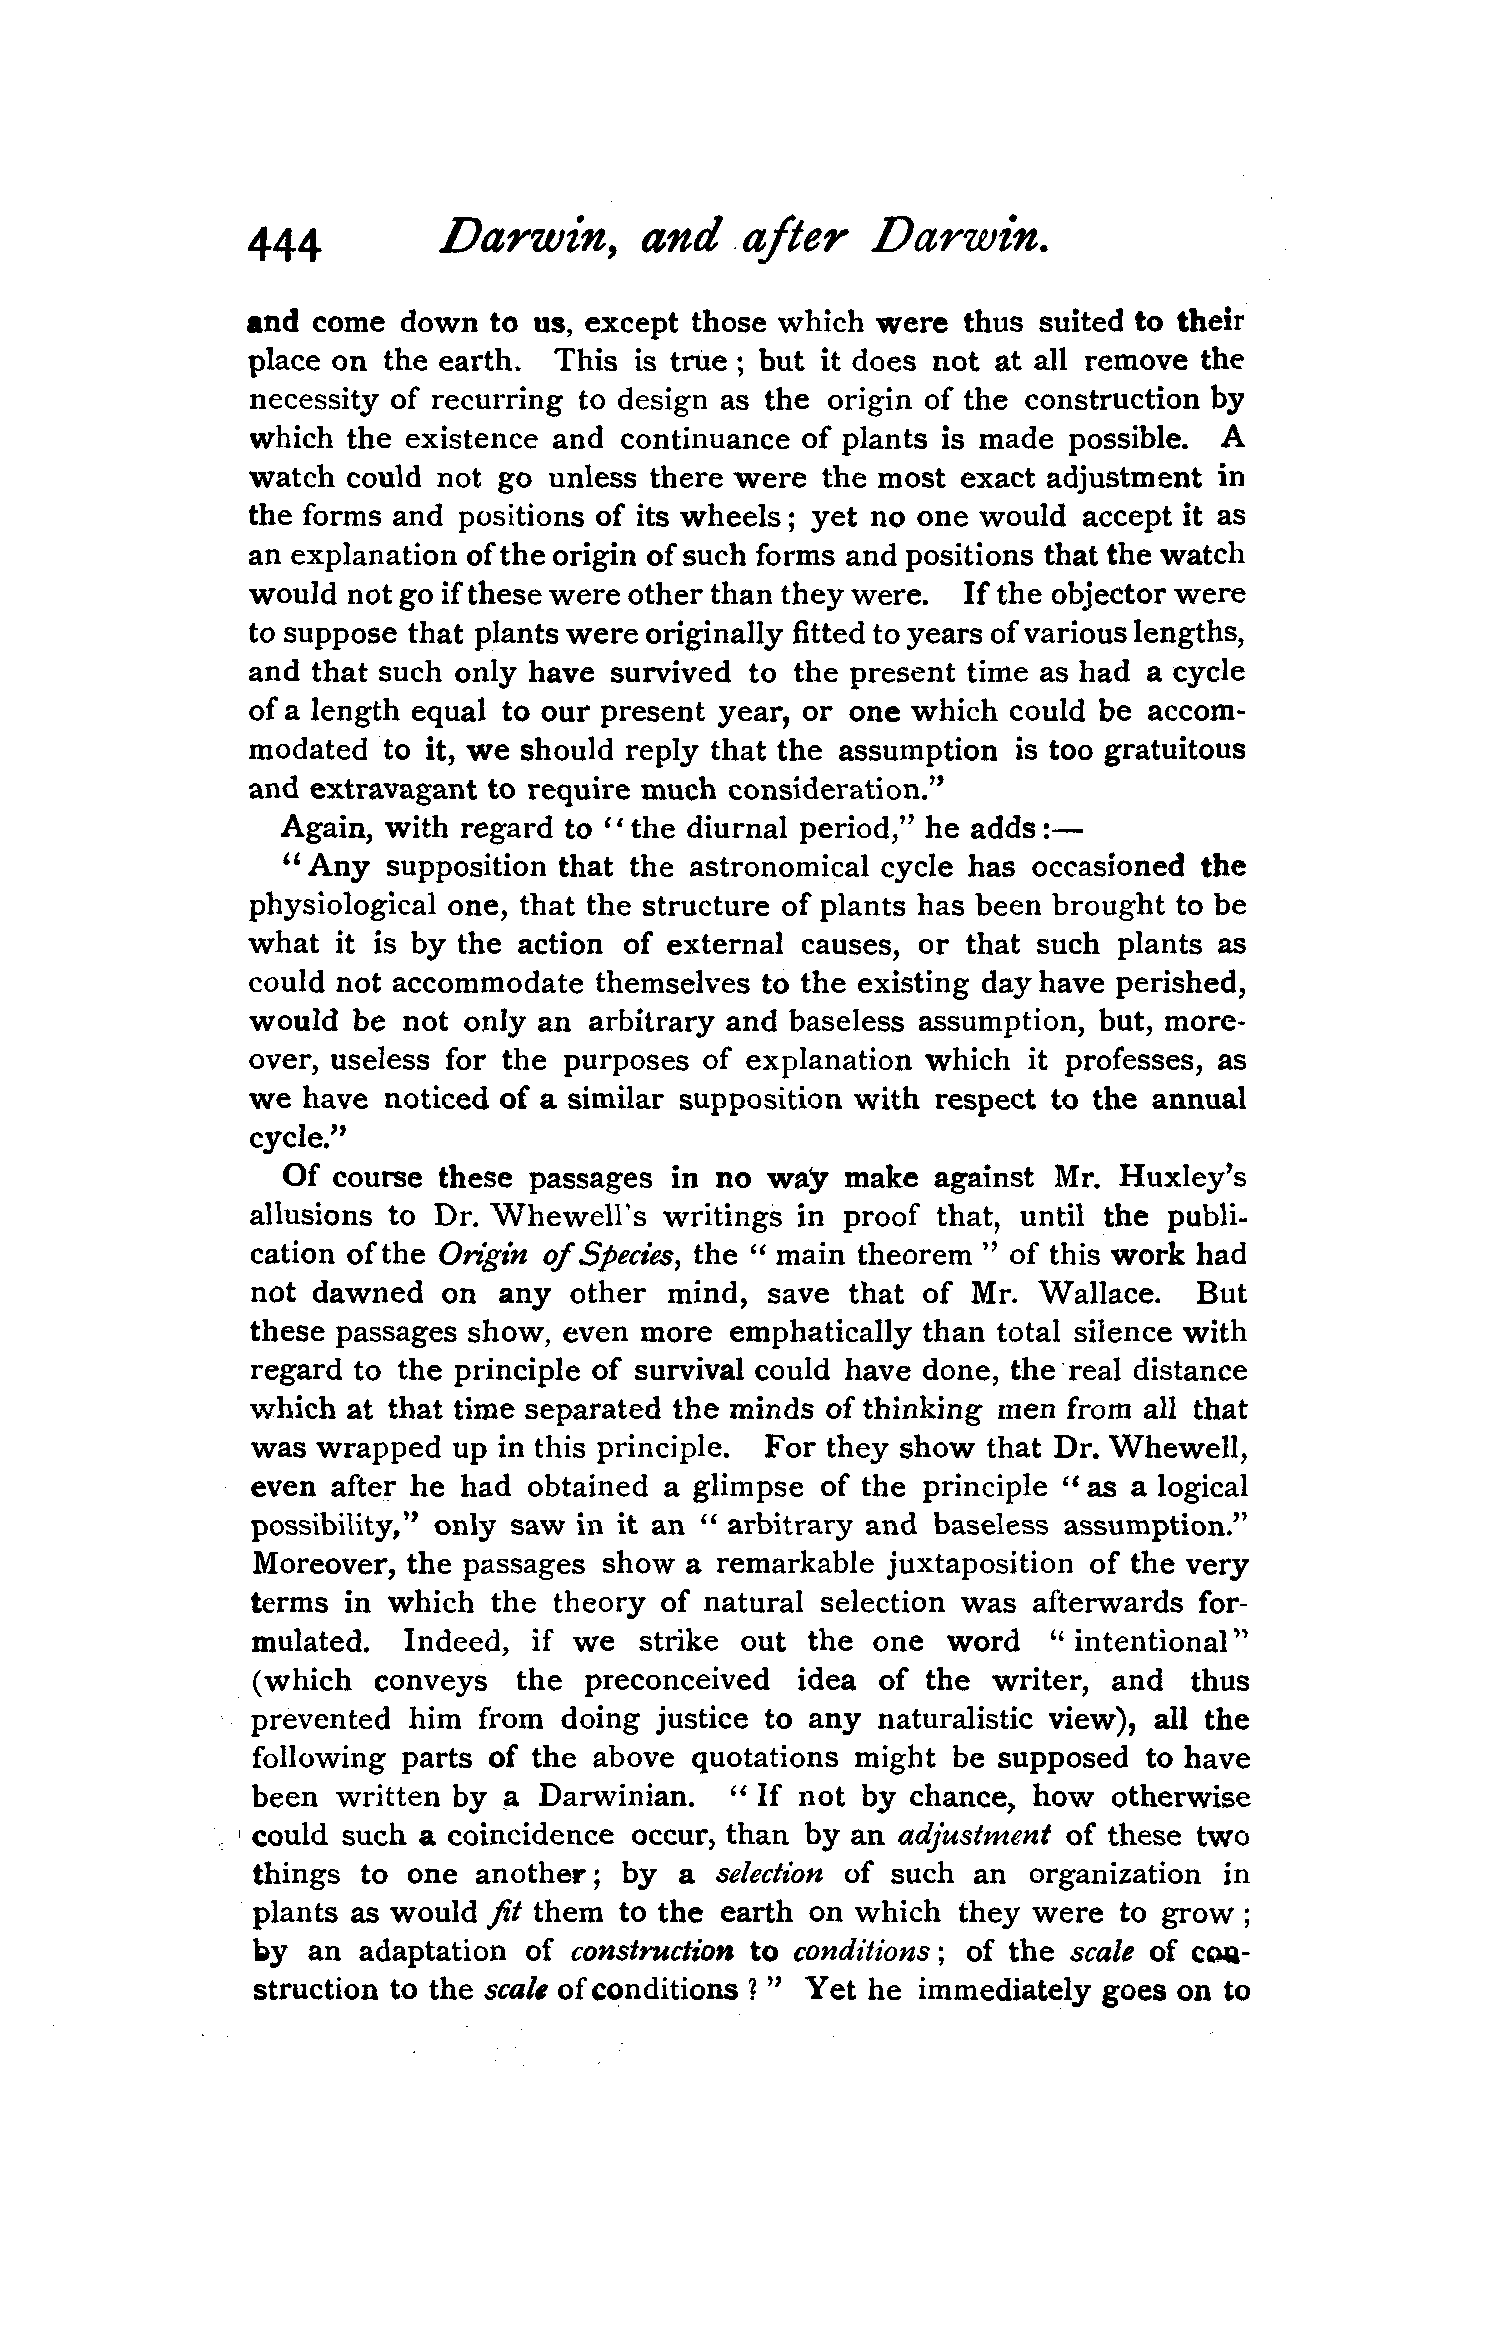 444 Darwin, and after Darwin.
and come down to us, except those which were thus suited to their
place on the earth. This is true ; but it does not at all remove the
necessity of recurring to design as the origin of the construction by
which the existence and continuance of plants is made possible. A
watch could not go unless there were the most exact adjustment in
the forms and positions of its wheels ; yet no one would accept it as
an explanation of the origin of such forms and positions that the watch
would not go if these were other than they were. If the objector were
to suppose that plants were originally fitted to years of various lengths,
and that such only have survived to the present time as had a cycle
of a length equal to our present year, or one which could be accom-
modated to it, we should reply that the assumption is too gratuitous
and extravagant to require much consideration."
Again, with regard to "the diurnal period," he adds :—
"Any supposition that the astronomical cycle has occasioned the
physiological one, that the structure of plants has been brought to be
what it is by the action of external causes, or that such plants as
could not accommodate themselves to the existing day have perished,
would be not only an arbitrary and baseless assumption, but, more-
over, useless for the purposes of explanation which it professes, as
we have noticed of a similar supposition with respect to the annual
cycle."
Of course these passages in no way make against Mr. Huxley's
allusions to Dr. Whewell's writings in proof that, until the publi-
cation of the Origin of Species, the " main theorem " of this work had
not dawned on any other mind, save that of Mr. Wallace. But
these passages show, even more emphatically than total silence with
regard to the principle of survival could have done, the real distance
which at that time separated the minds of thinking men from all that
was wrapped up in this principle. For they show that Dr. Whewell,
even after he had obtained a glimpse of the principle "as a logical
possibility," only saw in it an " arbitrary and baseless assumption."
Moreover, the passages show a remarkable juxtaposition of the very
terms in which the theory of natural selection was afterwards for-
mulated. Indeed, if we strike out the one word " intentional"
(which conveys the preconceived idea of the writer, and thus
prevented him from doing justice to any naturalistic view), all the
following parts of the above quotations might be supposed to have
been written by a Darwinian. " If not by chance, how otherwise
could such a coincidence occur, than by an adjustment of these two
things to one another ; by a selection of such an organization in
plants as would fit them to the earth on which they were to grow ;
by an adaptation of construction to conditions ; of the scale of con-
struction to the scale of conditions ? " Yet he immediately goes on to